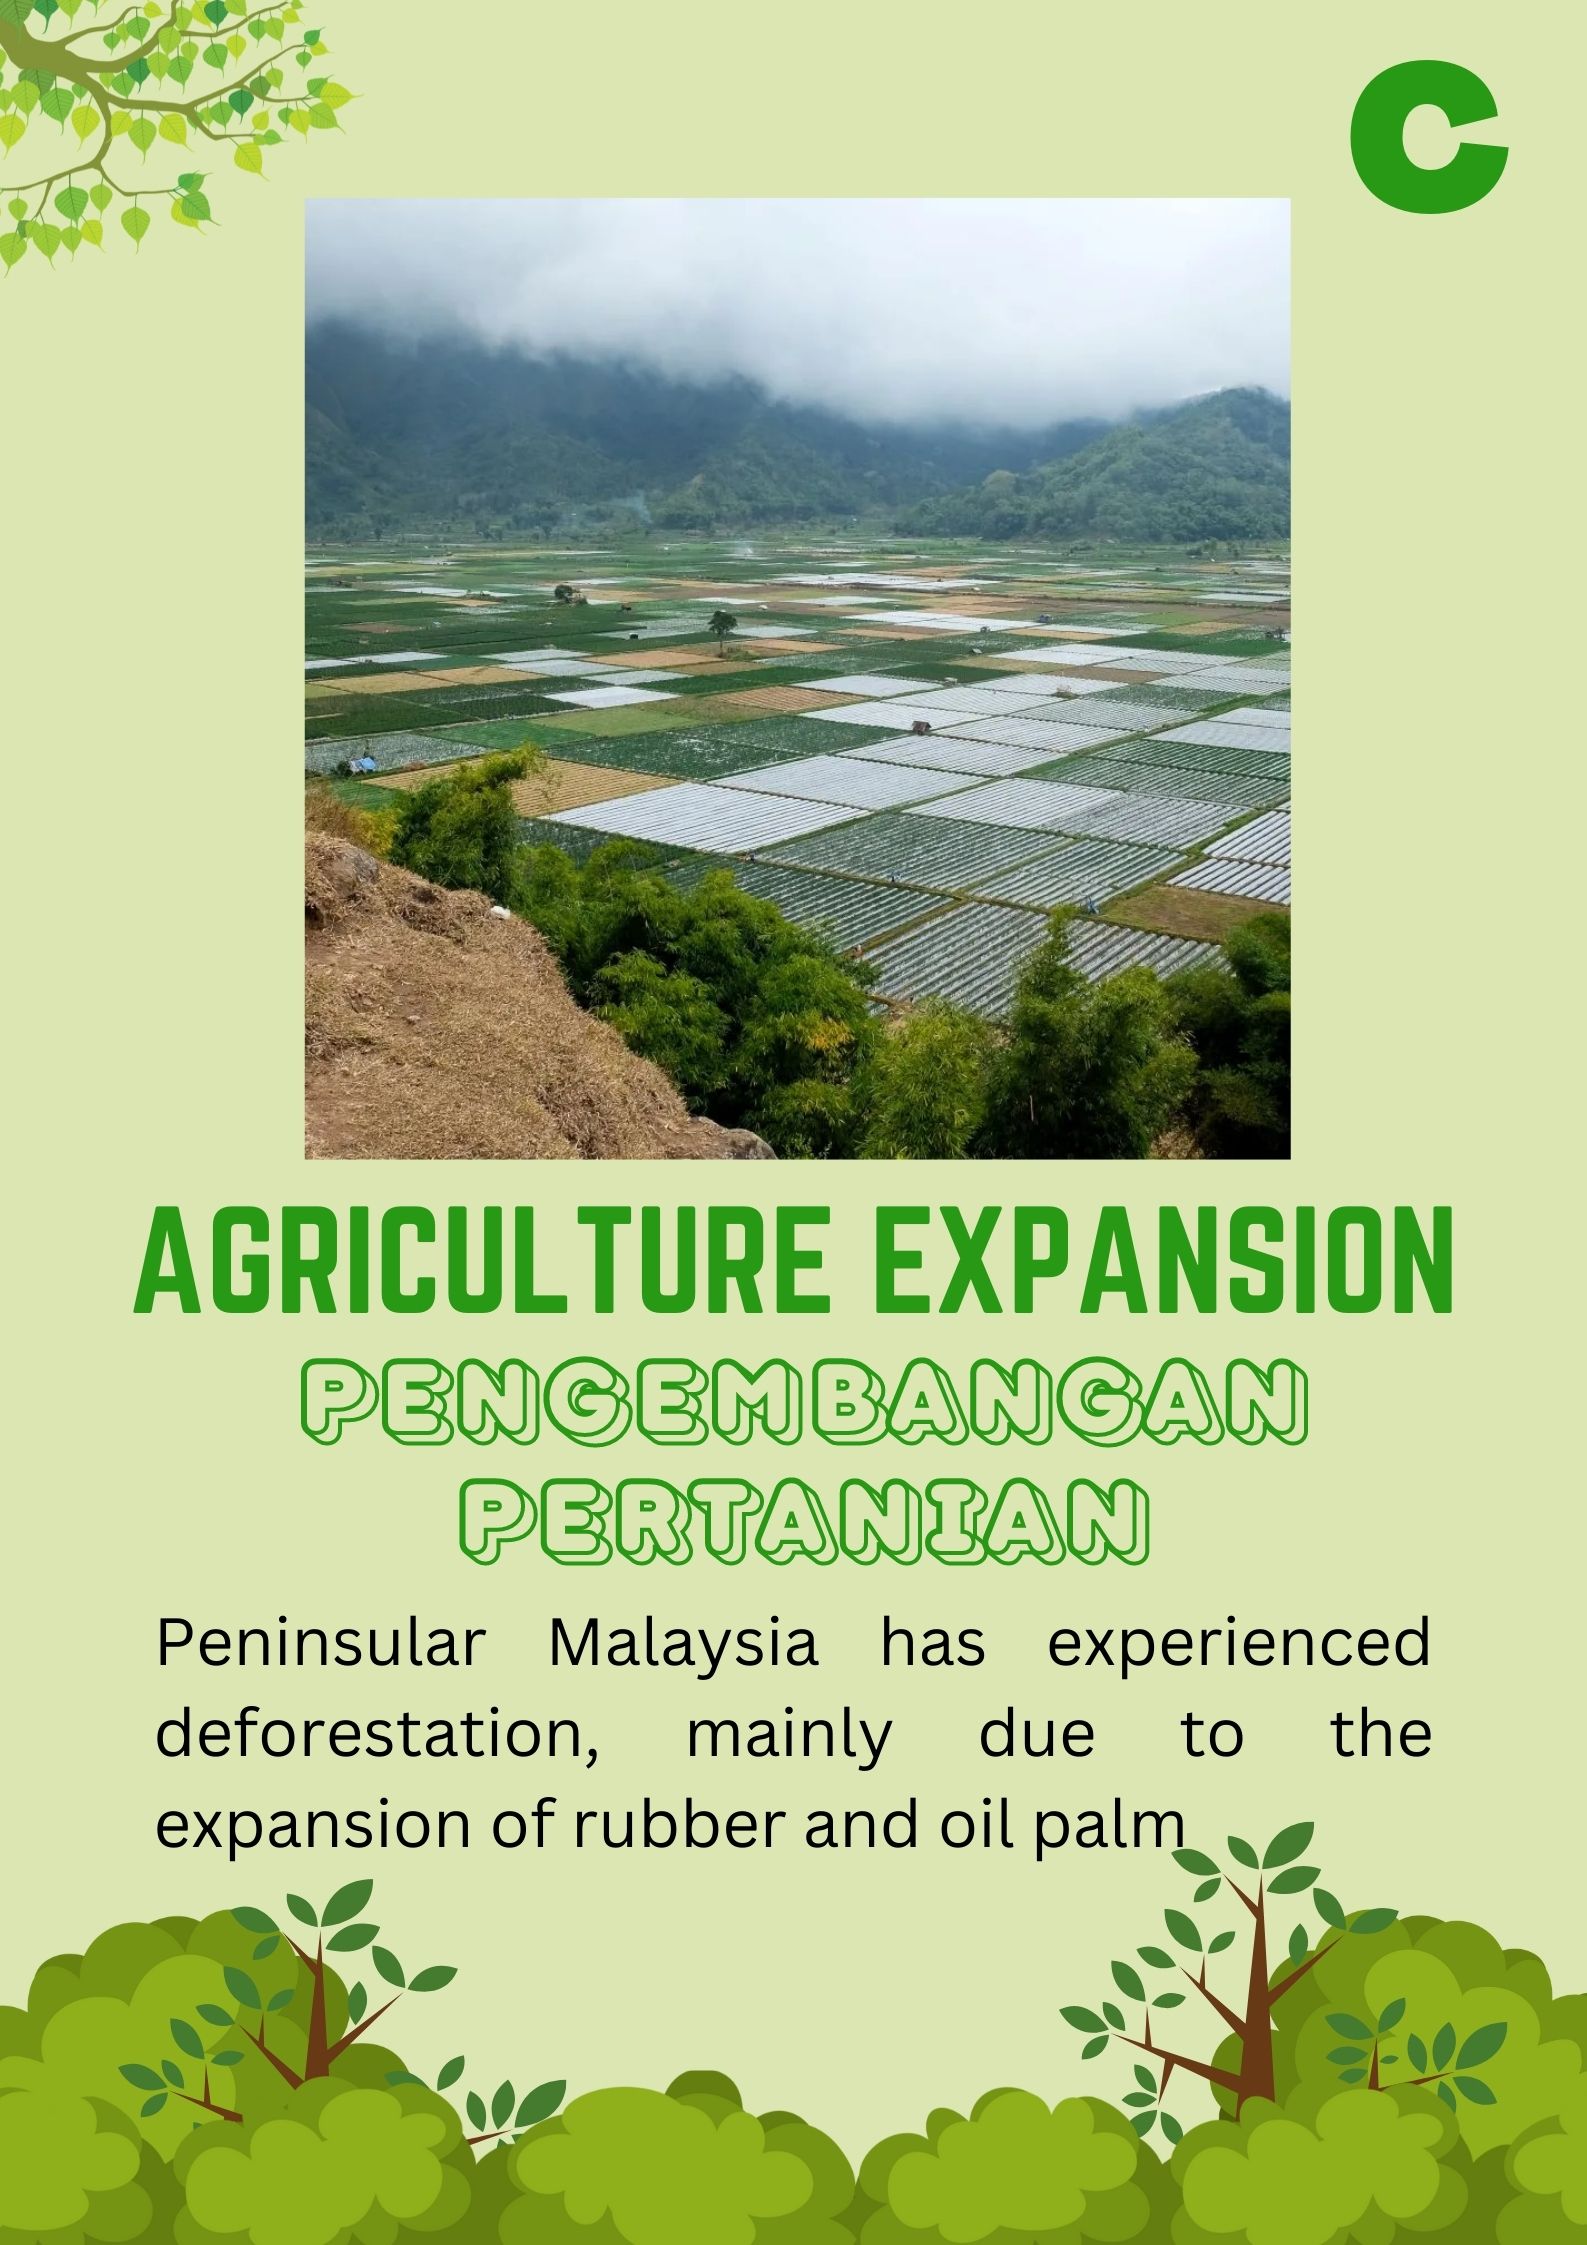 C
AGRICULTURE EXPANSION
PENGEMBANGAN
PERTANIAN
Peninsular Malaysia has experienced
deforestation, mainly due to the
expansion of rubber and oil palm